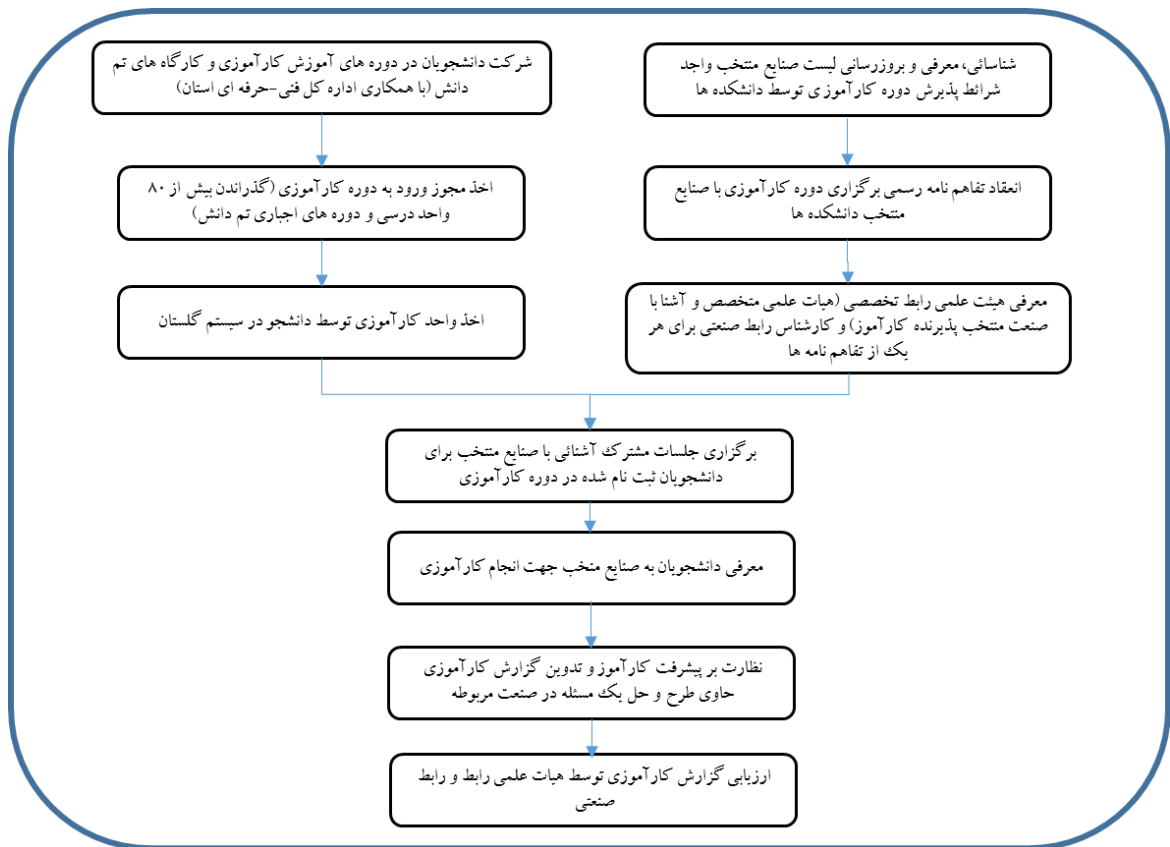 شناسائی، معرفی و بروزرسانی لیست صنایع منتخب واجد
شرائط پذیرش دوره کارآموزی توسط دانشکده ها
انعقاد تفاهم نامه رسمی برگزاری دوره کارآموزی با صنایع
منتخب دانشکده ها
معرفی هیئت علمی رابط تخصصی (هیات علمی متخصص و آشنا با
صنعت منتخب پذیرنده کارآموز) و کارشناس رابط صنعتی برای هر
یک از تفاهم نامه ها
شرکت دانشجویان در دوره های آموزش کارآموزی و کارگاه های تم
دانش (با همکاری اداره کل فنی-حرفه ای استان)
اخذ مجوز ورود به دوره کارآموزی (گذراندن بیش از ۸۰
واحد درسی و دوره های اجباری تم دانش)
اخذ واحد کارآموزی توسط دانشجو در سیستم گلستان
برگزاری جلسات مشترک آشنائی با صنایع منتخب برای
دانشجویان ثبت نام شده در دوره کارآموزی
معرفی دانشجویان به صنایع منخب جهت انجام کارآموزی
نظارت بر پیشرفت کارآموز و تدوین گزارش کارآموزی
حاوی طرح و حل یک مسئله در صنعت مربوطه
ارزیابی گزارش کارآموزی توسط هیات علمی رابط و رابط
صنعتی